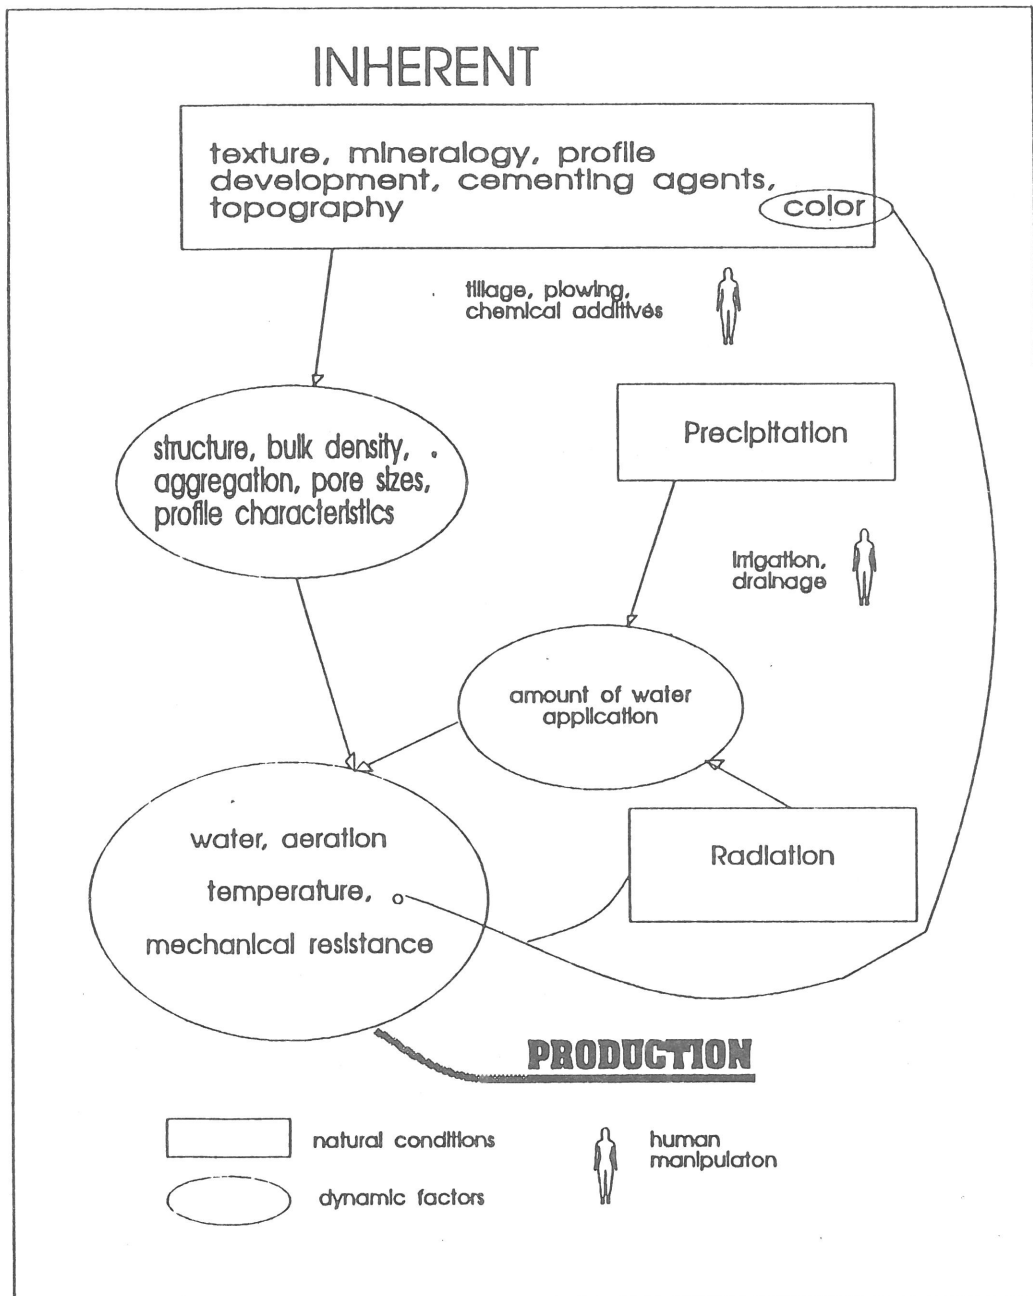 INHERENT
texture, mineralogy, profile
development, cementing agents,
topography
color
tillage, plowing,
chemical additives
structure, bulk density,
aggregation, pore sizes,
profile characteristics
Precipitation
Irrigation,
drainage
amount of water
application
water, aeration
temperature,
mechanical resistance
Radiation
PRODUCTION
natural conditions
human
manipulaton
dynamic factors